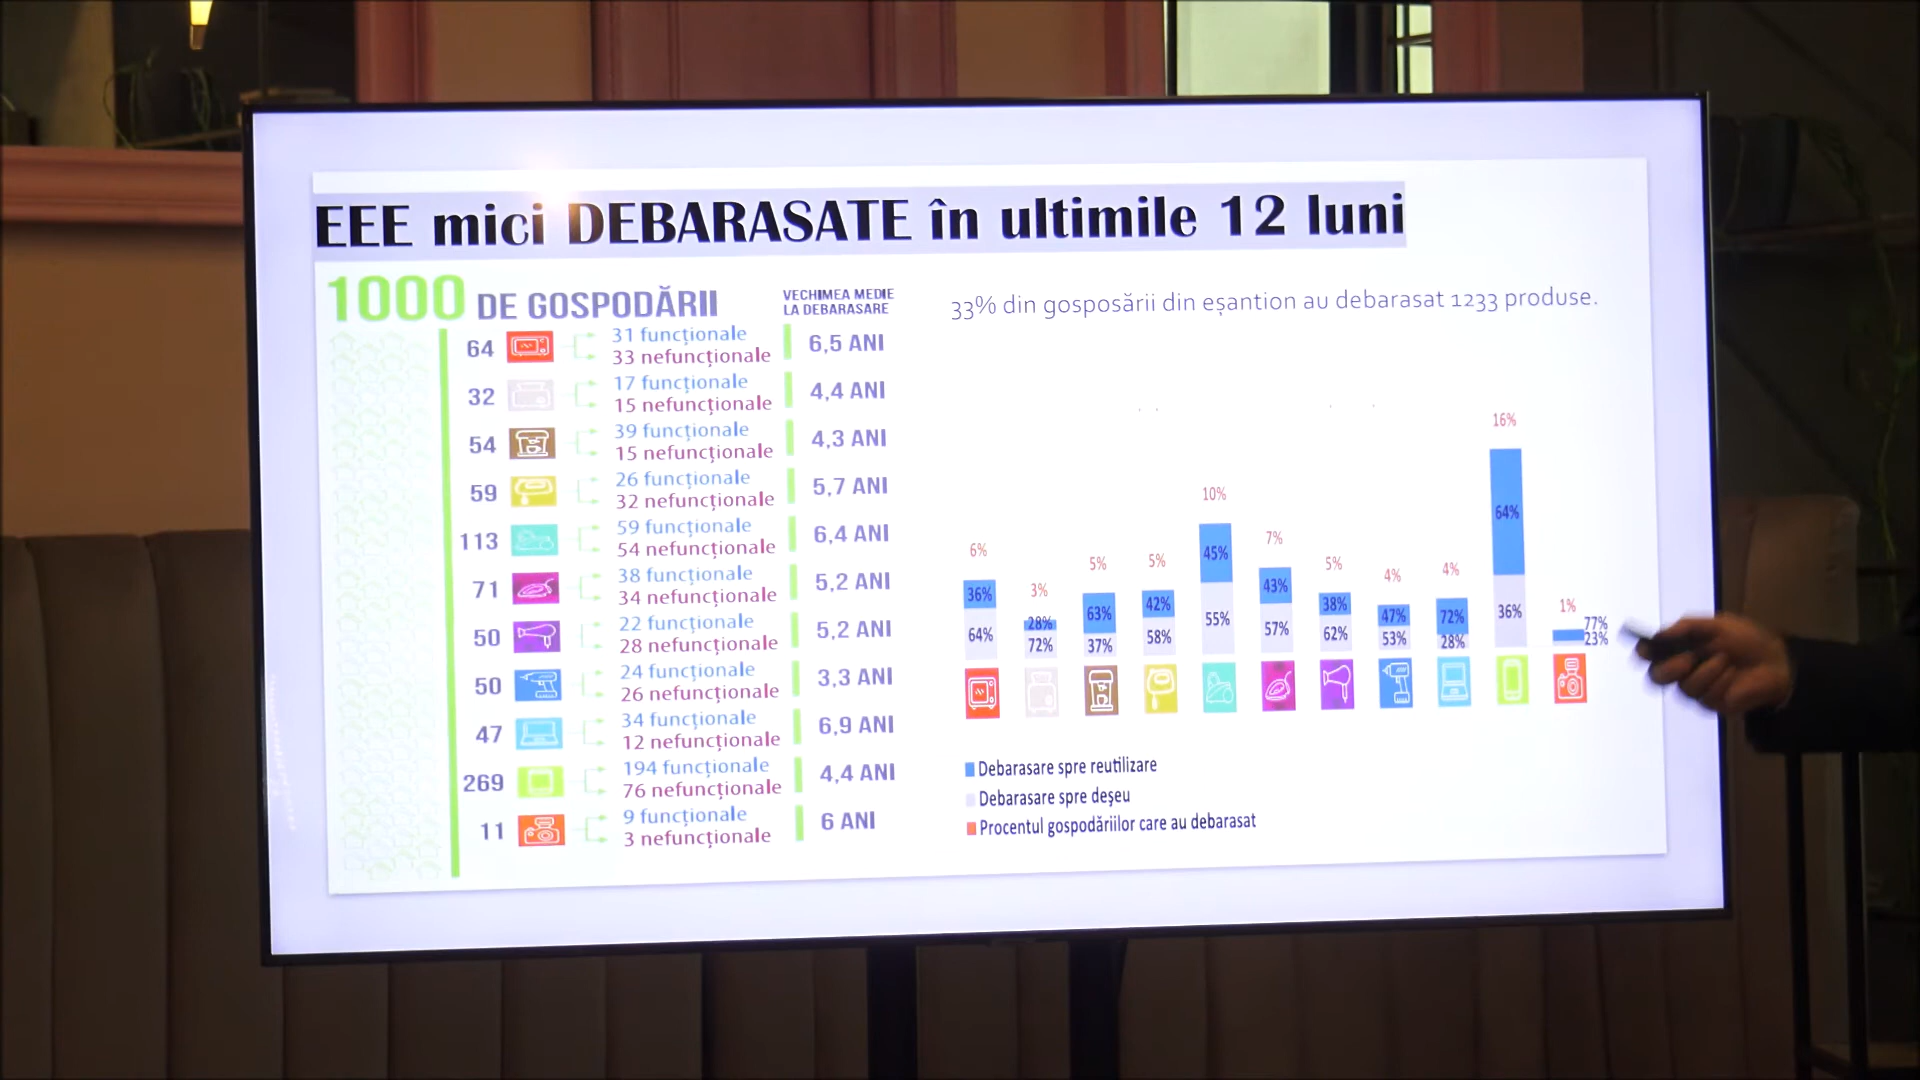 EEE mici DEBARASATE în ultimile 12 luni
1000 DE GOSPODĂRII
VECHIMEA MEDIE
LA DEBARASARE
64
31 funcționale
33 nefuncționale
6,5 ANI
32
17 funcționale
15 nefuncționale
4,4 ANI
54
39 funcționale
15 nefuncționale
4,3 ANI
59
26 funcționale
32 nefuncționale
5,7 ANI
113
59 funcționale
54 nefuncționale
6,4 ANI
71
38 funcționale
34 nefuncționale
5,2 ANI
50
22 funcționale
28 nefuncționale
5,2 ANI
50
24 funcționale
26 nefuncționale
3,3 ANI
47
34 funcționale
12 nefuncționale
6,9 ANI
269
194 funcționale
76 nefuncționale
4,4 ANI
11
9 funcționale
3 nefuncționale
6 ANI
33% din gosposării din eșantion au debarasat 1233 produse.
6%
36%
64%
3%
28%
72%
5%
63%
37%
5%
42%
58%
10%
45%
55%
7%
43%
57%
5%
38%
62%
4%
47%
53%
4%
72%
28%
16%
64%
36%
1%
77%
23%
Debarasare spre reutilizare
Debarasare spre deșeu
Procentul gospodăriilor care au debarasat